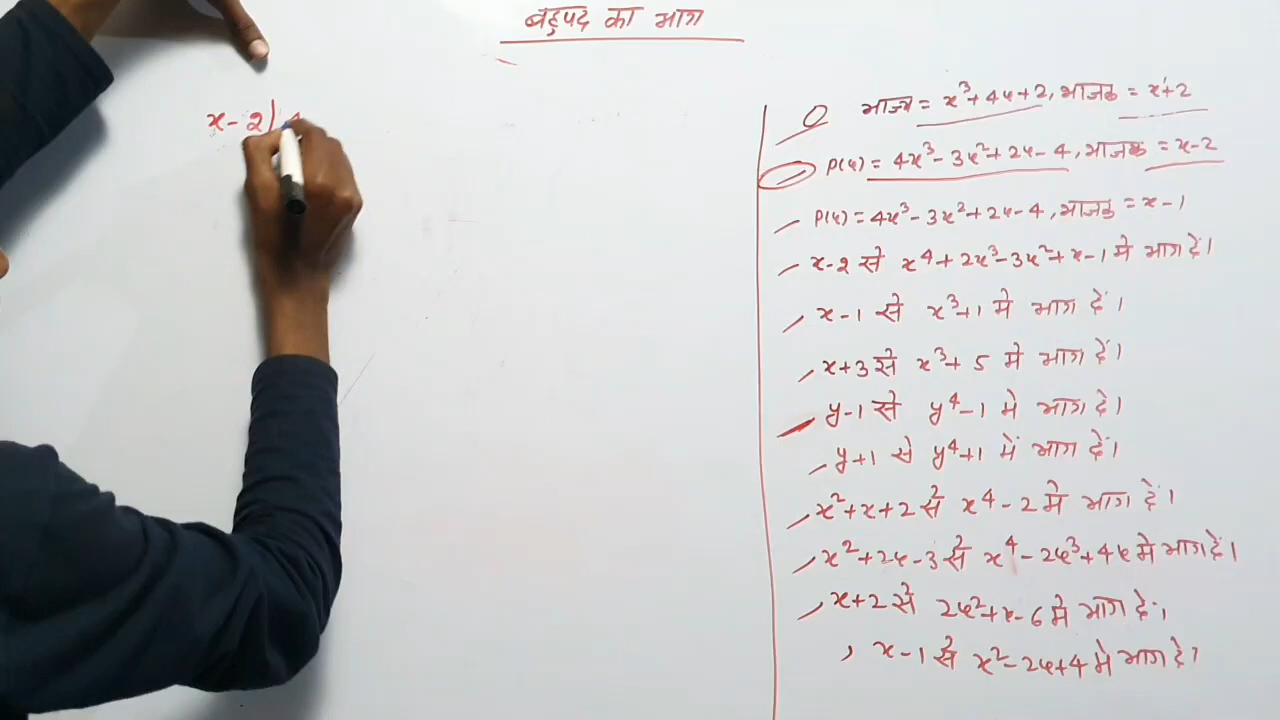 बहुपद का भाग
x-2) 4
भाज्य = x³+4x+2, भाजक = x+2
P(x) = 4x³-3x²+2x-4, भाजक = x-2
P(x) = 4x³-3x²+2x-4, भाजक = x-1
x-2 से x⁴+2x³-3x²+x-1 मे भाग दें।
x-1 से x³+1 मे भाग दें।
x+3 से x³+5 मे भाग दें।
y-1 से y⁴-1 मे भाग दें।
y+1 से y⁴+1 में भाग दें।
x²+x+2 से x⁴-2 मे भाग दें।
x²+2x-3 से x⁴-2x³+4x मे भाग दें।
x+2 से 2x²+x-6 मे भाग दें।
x-1 से x²-2x+4 मे भाग दें।